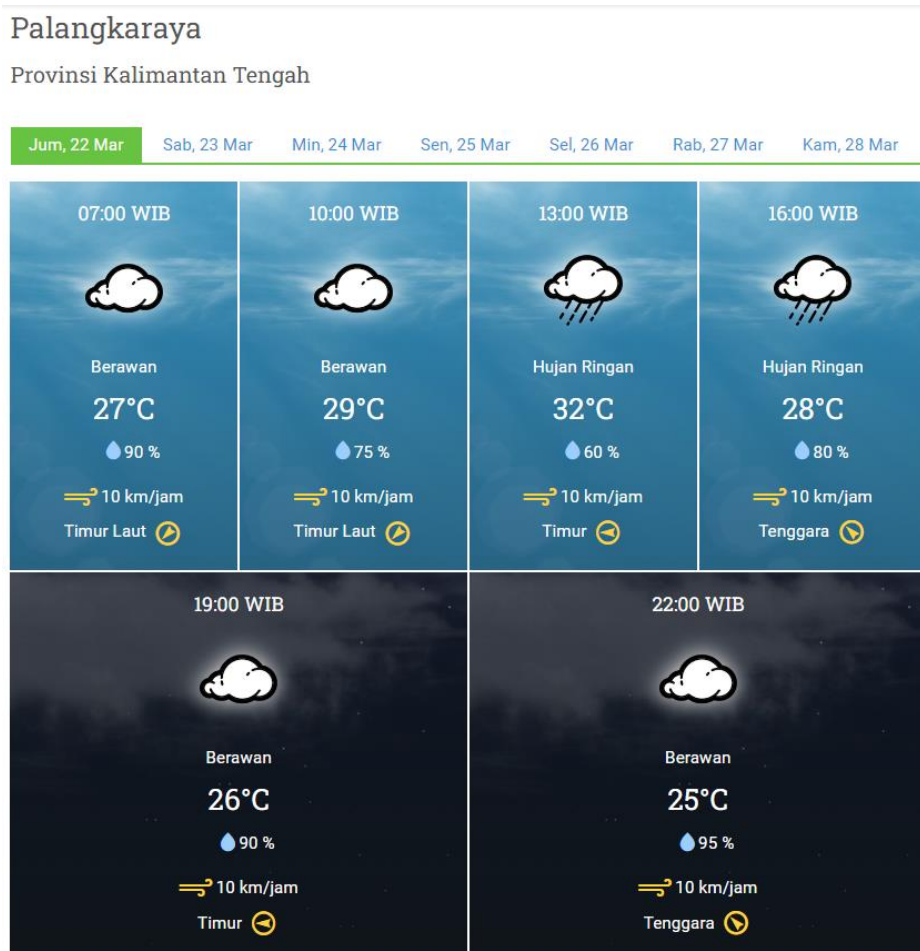 Palangkaraya
Provinsi Kalimantan Tengah
Jum, 22 Mar Sab, 23 Mar Min, 24 Mar Sen, 25 Mar Sel, 26 Mar Rab, 27 Mar Kam, 28 Mar
07:00 WIB
Berawan
27°C
90 %
10 km/jam
Timur Laut
10:00 WIB
Berawan
29°C
75 %
10 km/jam
Timur Laut
13:00 WIB
Hujan Ringan
32°C
60 %
10 km/jam
Timur
16:00 WIB
Hujan Ringan
28°C
80 %
10 km/jam
Tenggara
19:00 WIB
Berawan
26°C
90 %
10 km/jam
Timur
22:00 WIB
Berawan
25°C
95 %
10 km/jam
Tenggara